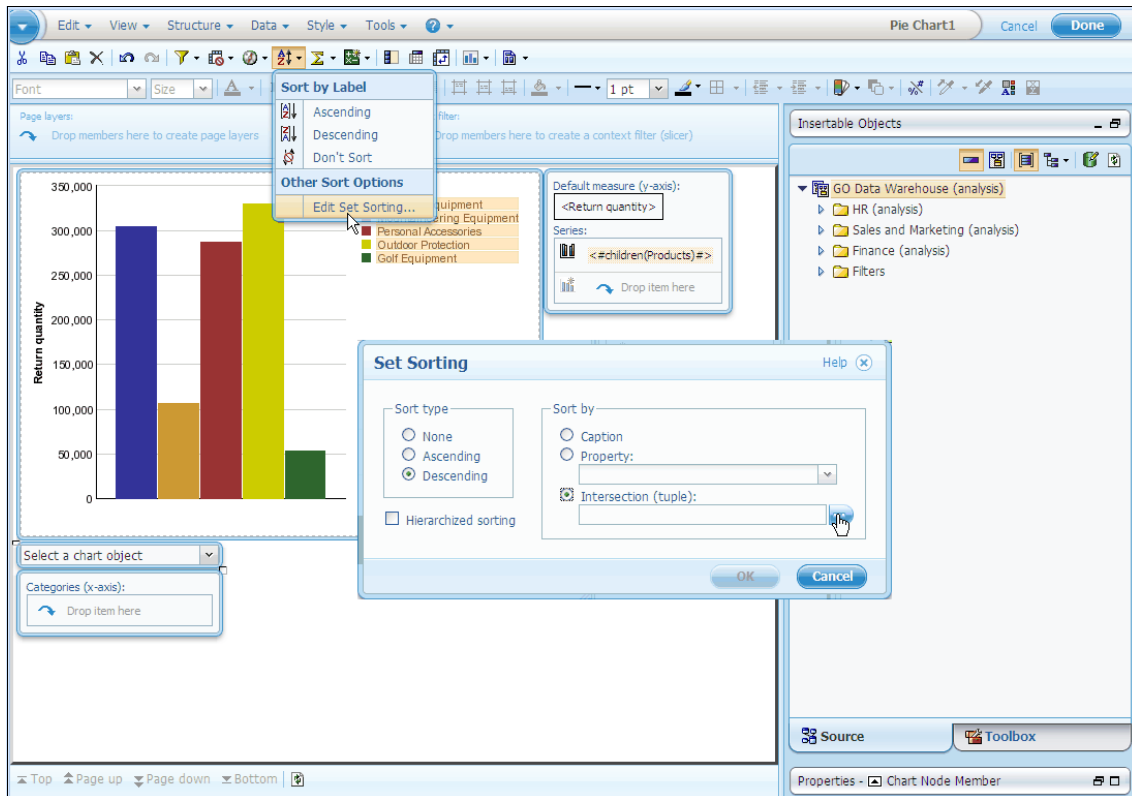 Edit View Structure Data Style Tools Pie Chart1 Cancel Done
Font Size 1 pt
Sort by Label
Ascending
Descending
Don't Sort
Other Sort Options
Edit Set Sorting...
Page layers:
Drop members here to create page layers
filter:
Drop members here to create a context filter (slicer)
350,000
300,000
250,000
200,000
150,000
100,000
50,000
0
Return quantity
Equipment
Mountaineering Equipment
Personal Accessories
Outdoor Protection
Golf Equipment
Default measure (y-axis):
<Return quantity>
Series:
<#children(Products)#>
Drop item here
Select a chart object
Categories (x-axis):
Drop item here
Set Sorting Help
Sort type
None
Ascending
Descending
Hierarchized sorting
Sort by
Caption
Property:
Intersection (tuple):
OK Cancel
Insertable Objects
GO Data Warehouse (analysis)
HR (analysis)
Sales and Marketing (analysis)
Finance (analysis)
Filters
Source Toolbox
Top Page up Page down Bottom
Properties - Chart Node Member